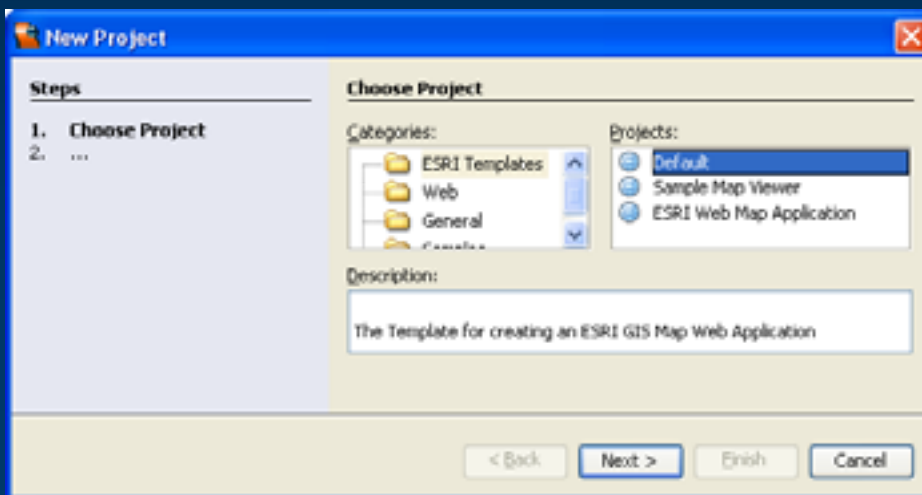 New Project
Steps
1. Choose Project
2. ...
Choose Project
Categories:
ESRI Templates
Web
General
Projects:
Default
Sample Map Viewer
ESRI Web Map Application
Description:
The Template for creating an ESRI GIS Map Web Application
< Back
Next >
Finish
Cancel